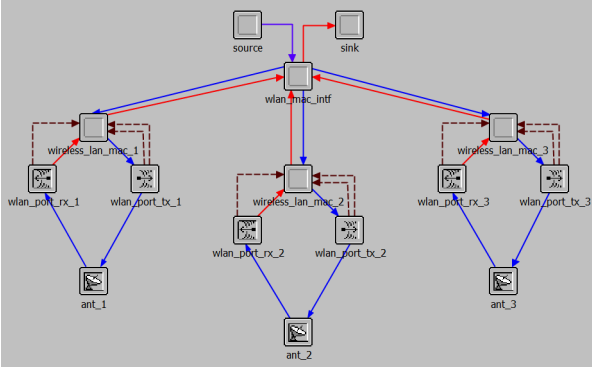 source
sink
wlan_mac_intf
wireless_lan_mac_1
wireless_lan_mac_3
wlan_port_rx_1
wlan_port_tx_1
wireless_lan_mac_2
wlan_port_rx_3
wlan_port_tx_3
wlan_port_rx_2
wlan_port_tx_2
ant_1
ant_3
ant_2